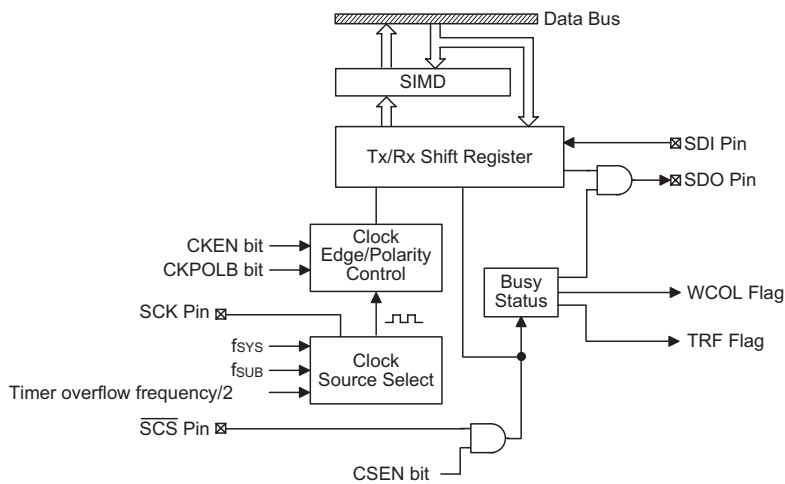 Data Bus
SIMD
Tx/Rx Shift Register
SDI Pin
SDO Pin
CKEN bit
CKPOLB bit
Clock
Edge/Polarity
Control
Busy
Status
WCOL Flag
TRF Flag
SCK Pin
fSYS
fSUB
Timer overflow frequency/2
Clock
Source Select
SCS Pin
CSEN bit